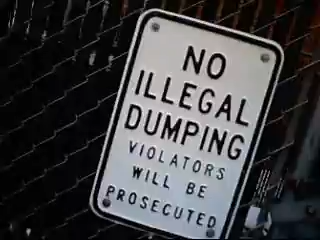 NO
ILLEGAL
DUMPING
VIOLATORS
WILL BE
PROSECUTED